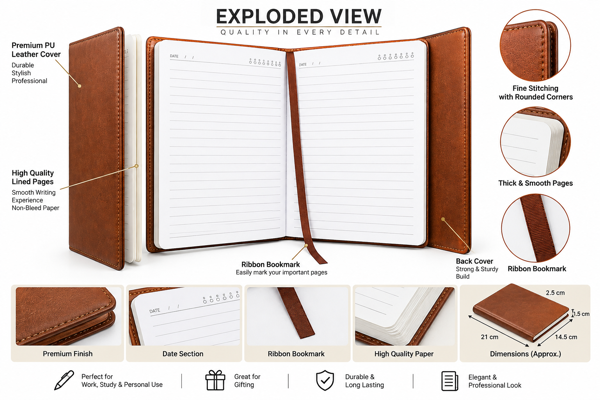 EXPLODED VIEW
QUALITY IN EVERY DETAIL
Premium PU
Leather Cover
Durable
Stylish
Professional
High Quality
Lined Pages
Smooth Writing
Experience
Non-Bleed Paper
DATE / /
DATE / /
Ribbon Bookmark
Easily mark your important pages
Back Cover
Strong & Sturdy
Build
Fine Stitching
with Rounded Corners
Thick & Smooth Pages
Ribbon Bookmark
Premium Finish
DATE / /
Date Section
Ribbon Bookmark
High Quality Paper
2.5 cm
21 cm
14.5 cm
Dimensions (Approx.)
Perfect for
Work, Study & Personal Use
Great for
Gifting
Durable &
Long Lasting
Elegant &
Professional Look